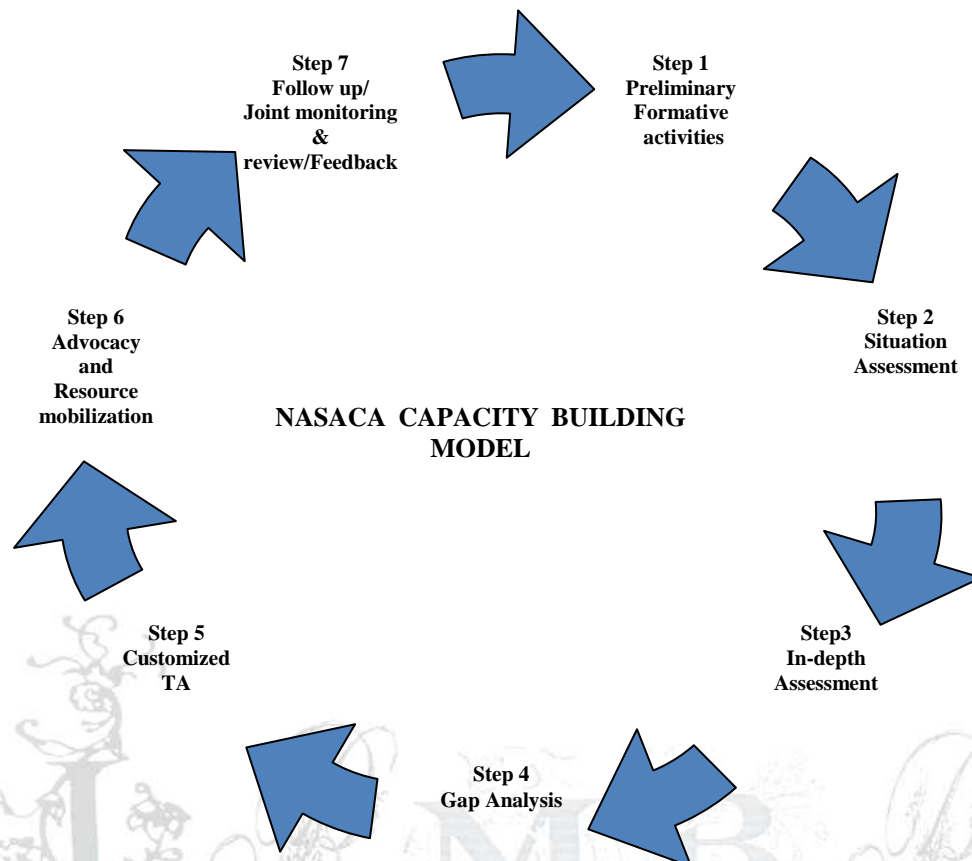 Step 1
Preliminary
Formative
activities
Step 2
Situation
Assessment
Step3
In-depth
Assessment
Step 4
Gap Analysis
Step 5
Customized
TA
Step 6
Advocacy
and
Resource
mobilization
Step 7
Follow up/
Joint monitoring
&
review/Feedback
NASACA CAPACITY BUILDING
MODEL